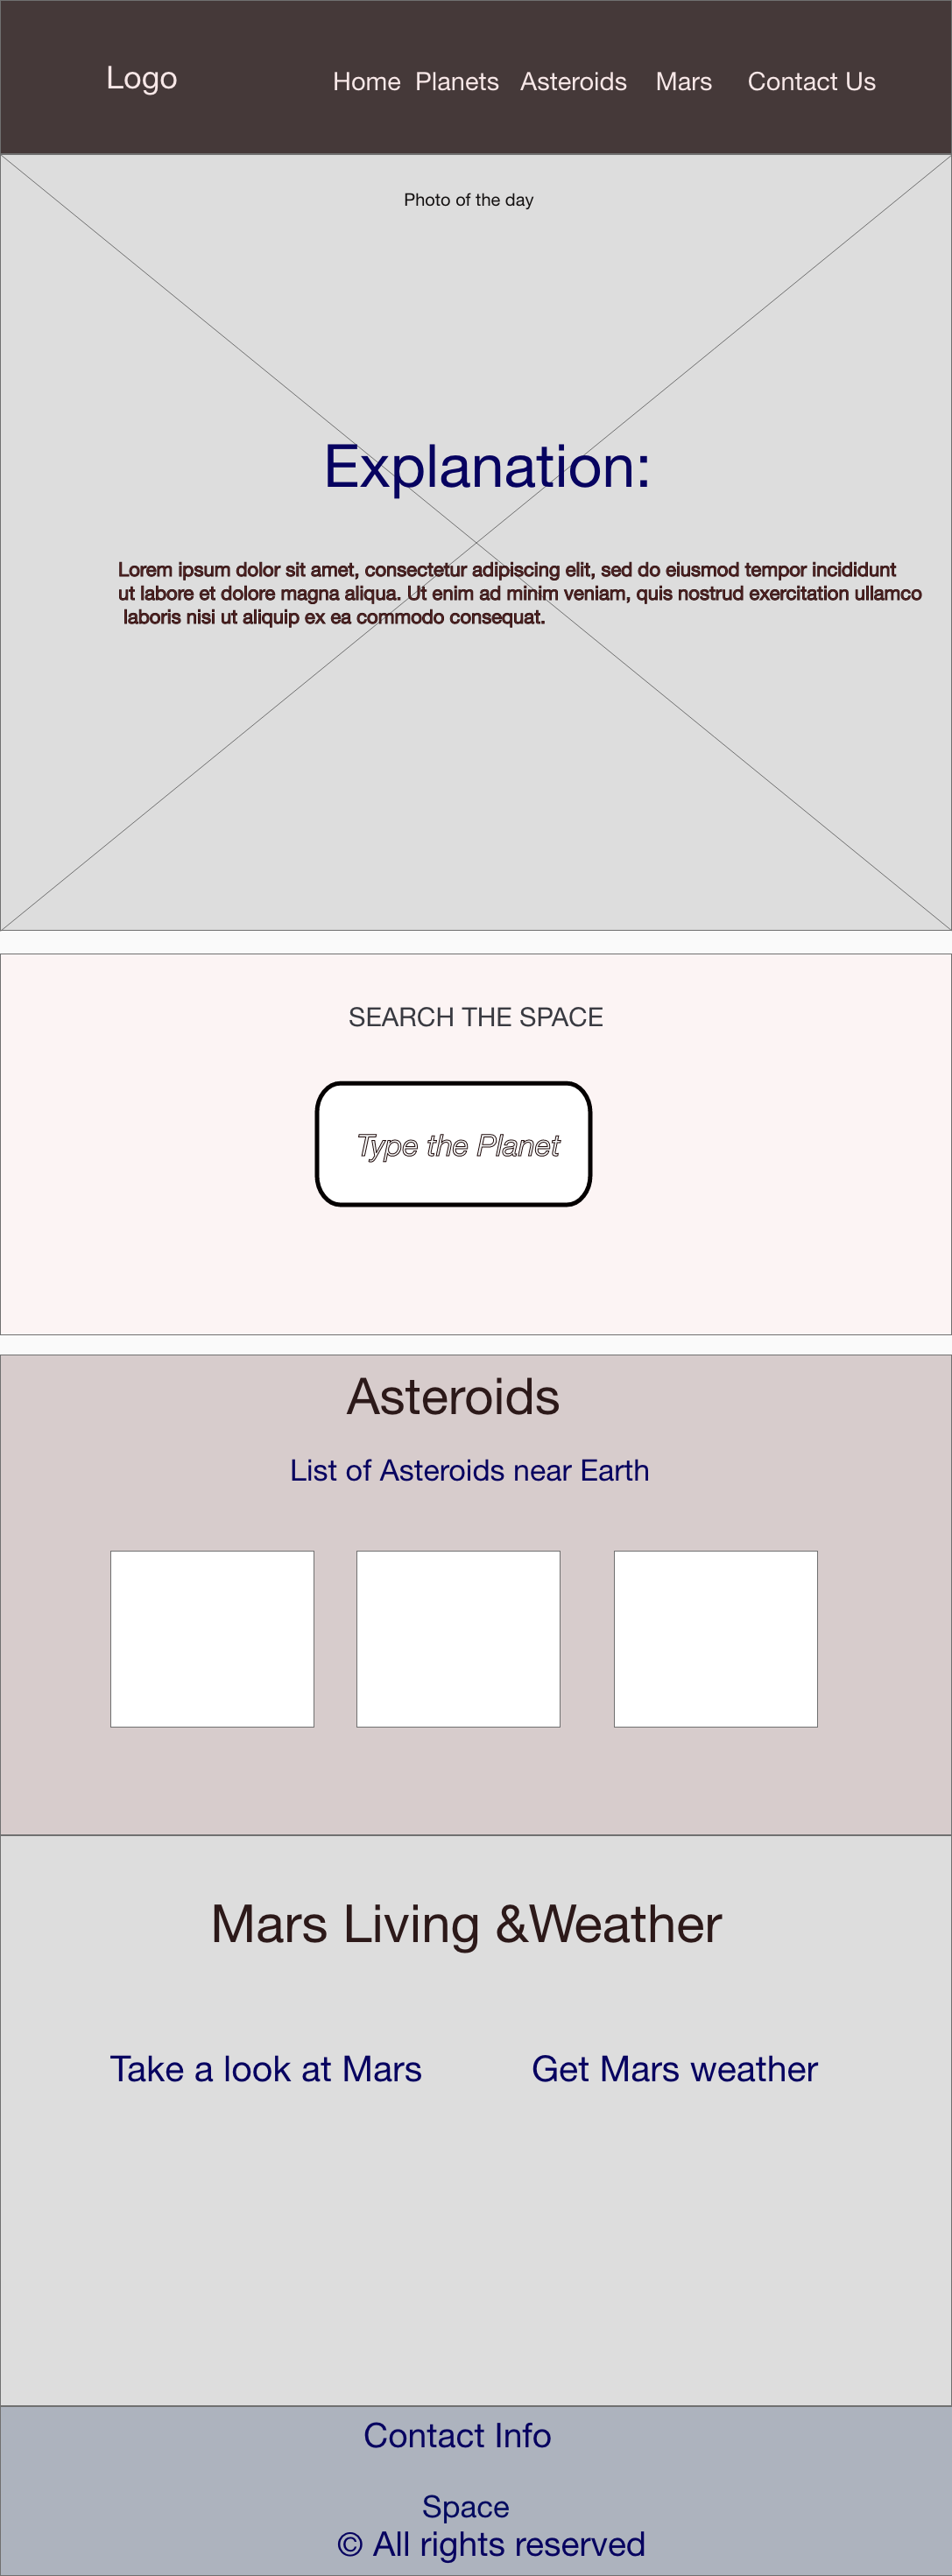 Logo
Home Planets Asteroids Mars Contact Us
Photo of the day
Explanation:
Lorem ipsum dolor sit amet, consectetur adipiscing elit, sed do eiusmod tempor incididunt
ut labore et dolore magna aliqua. Ut enim ad minim veniam, quis nostrud exercitation ullamco
laboris nisi ut aliquip ex ea commodo consequat.
SEARCH THE SPACE
Type the Planet
Asteroids
List of Asteroids near Earth
Mars Living &Weather
Take a look at Mars Get Mars weather
Contact Info
Space
© All rights reserved